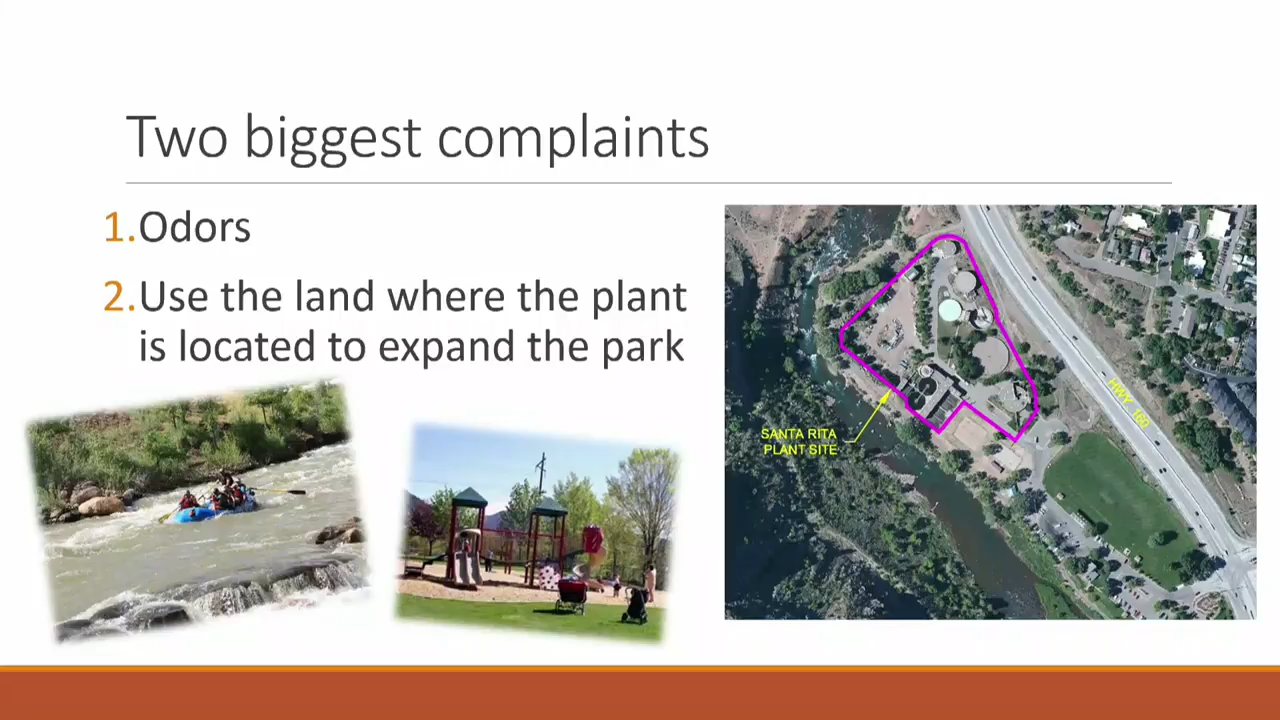 Two biggest complaints
1.Odors
2.Use the land where the plant
is located to expand the park
SANTA RITA
PLANT SITE
HWY 160